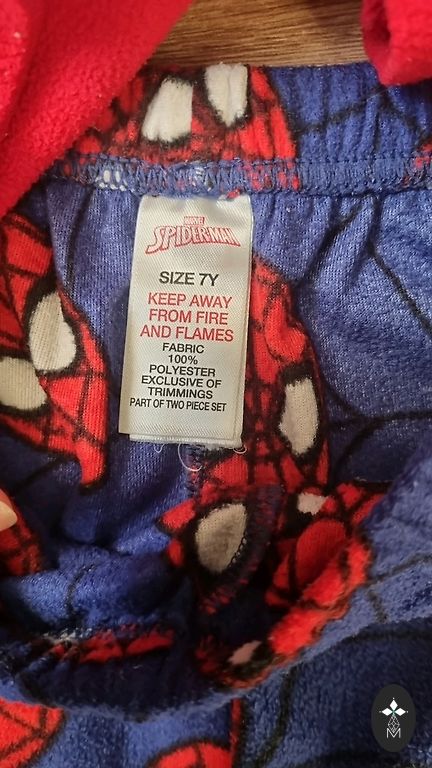 MARVEL
SPIDER-MAN
SIZE 7Y
KEEP AWAY
FROM FIRE
AND FLAMES
FABRIC
100%
POLYESTER
EXCLUSIVE OF
TRIMMINGS
PART OF TWO PIECE SET
M